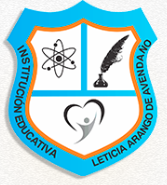 INSTITUCIÓN EDUCATIVA
LETICIA ARANGO DE AVENDAÑO